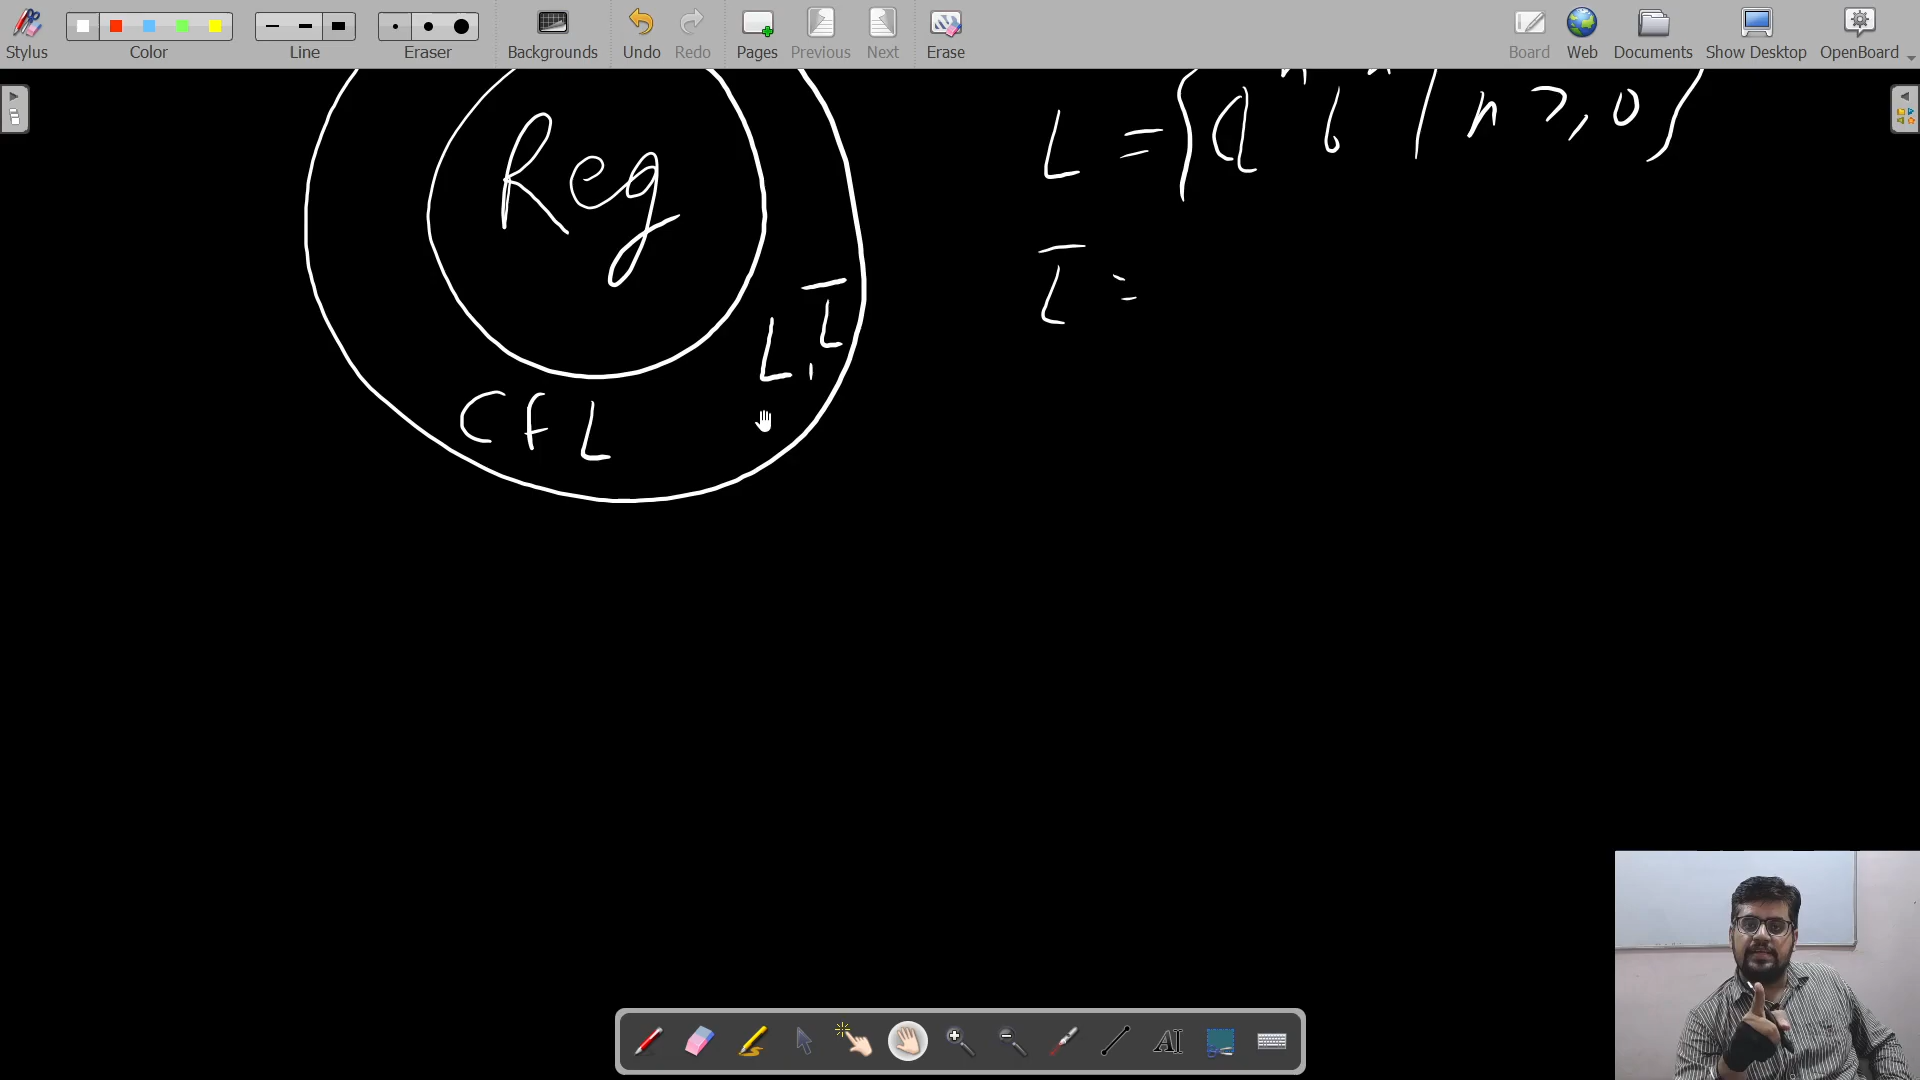 Stylus Color Line Eraser Backgrounds Undo Redo Pages Previous Next Erase Board Web Documents Show Desktop OpenBoard
Reg
CFL
L, L̅
L = {aⁿbⁿ | n ≥ 0}
L̅ =